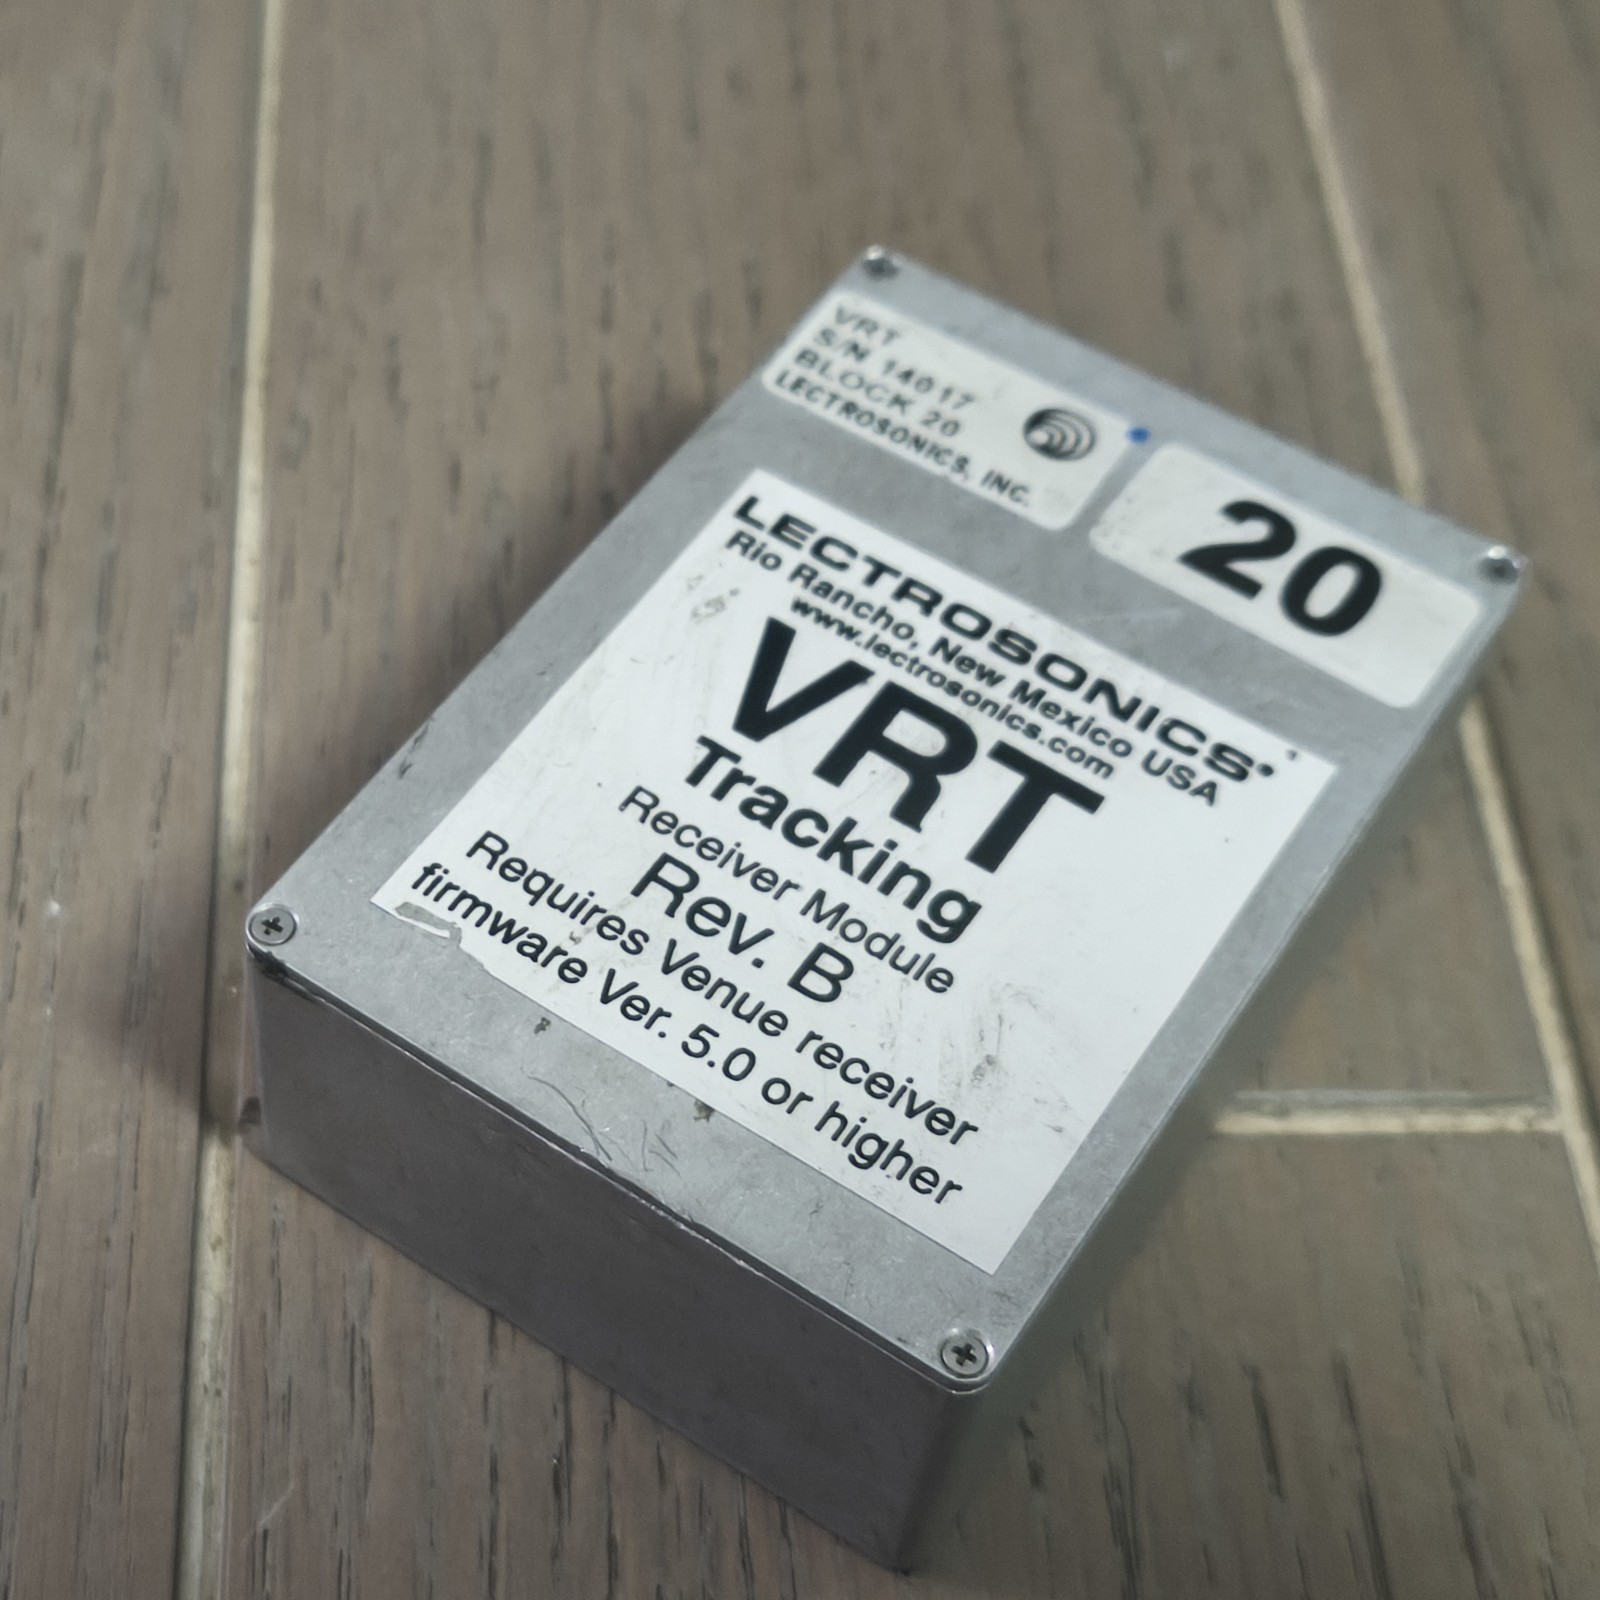 VRT
S/N 14017
BLOCK 20
LECTROSONICS, INC.
20
LECTROSONICS®
Rio Rancho, New Mexico USA
www.lectrosonics.com
VRT
Tracking
Receiver Module
Rev. B
Requires Venue receiver
firmware Ver. 5.0 or higher